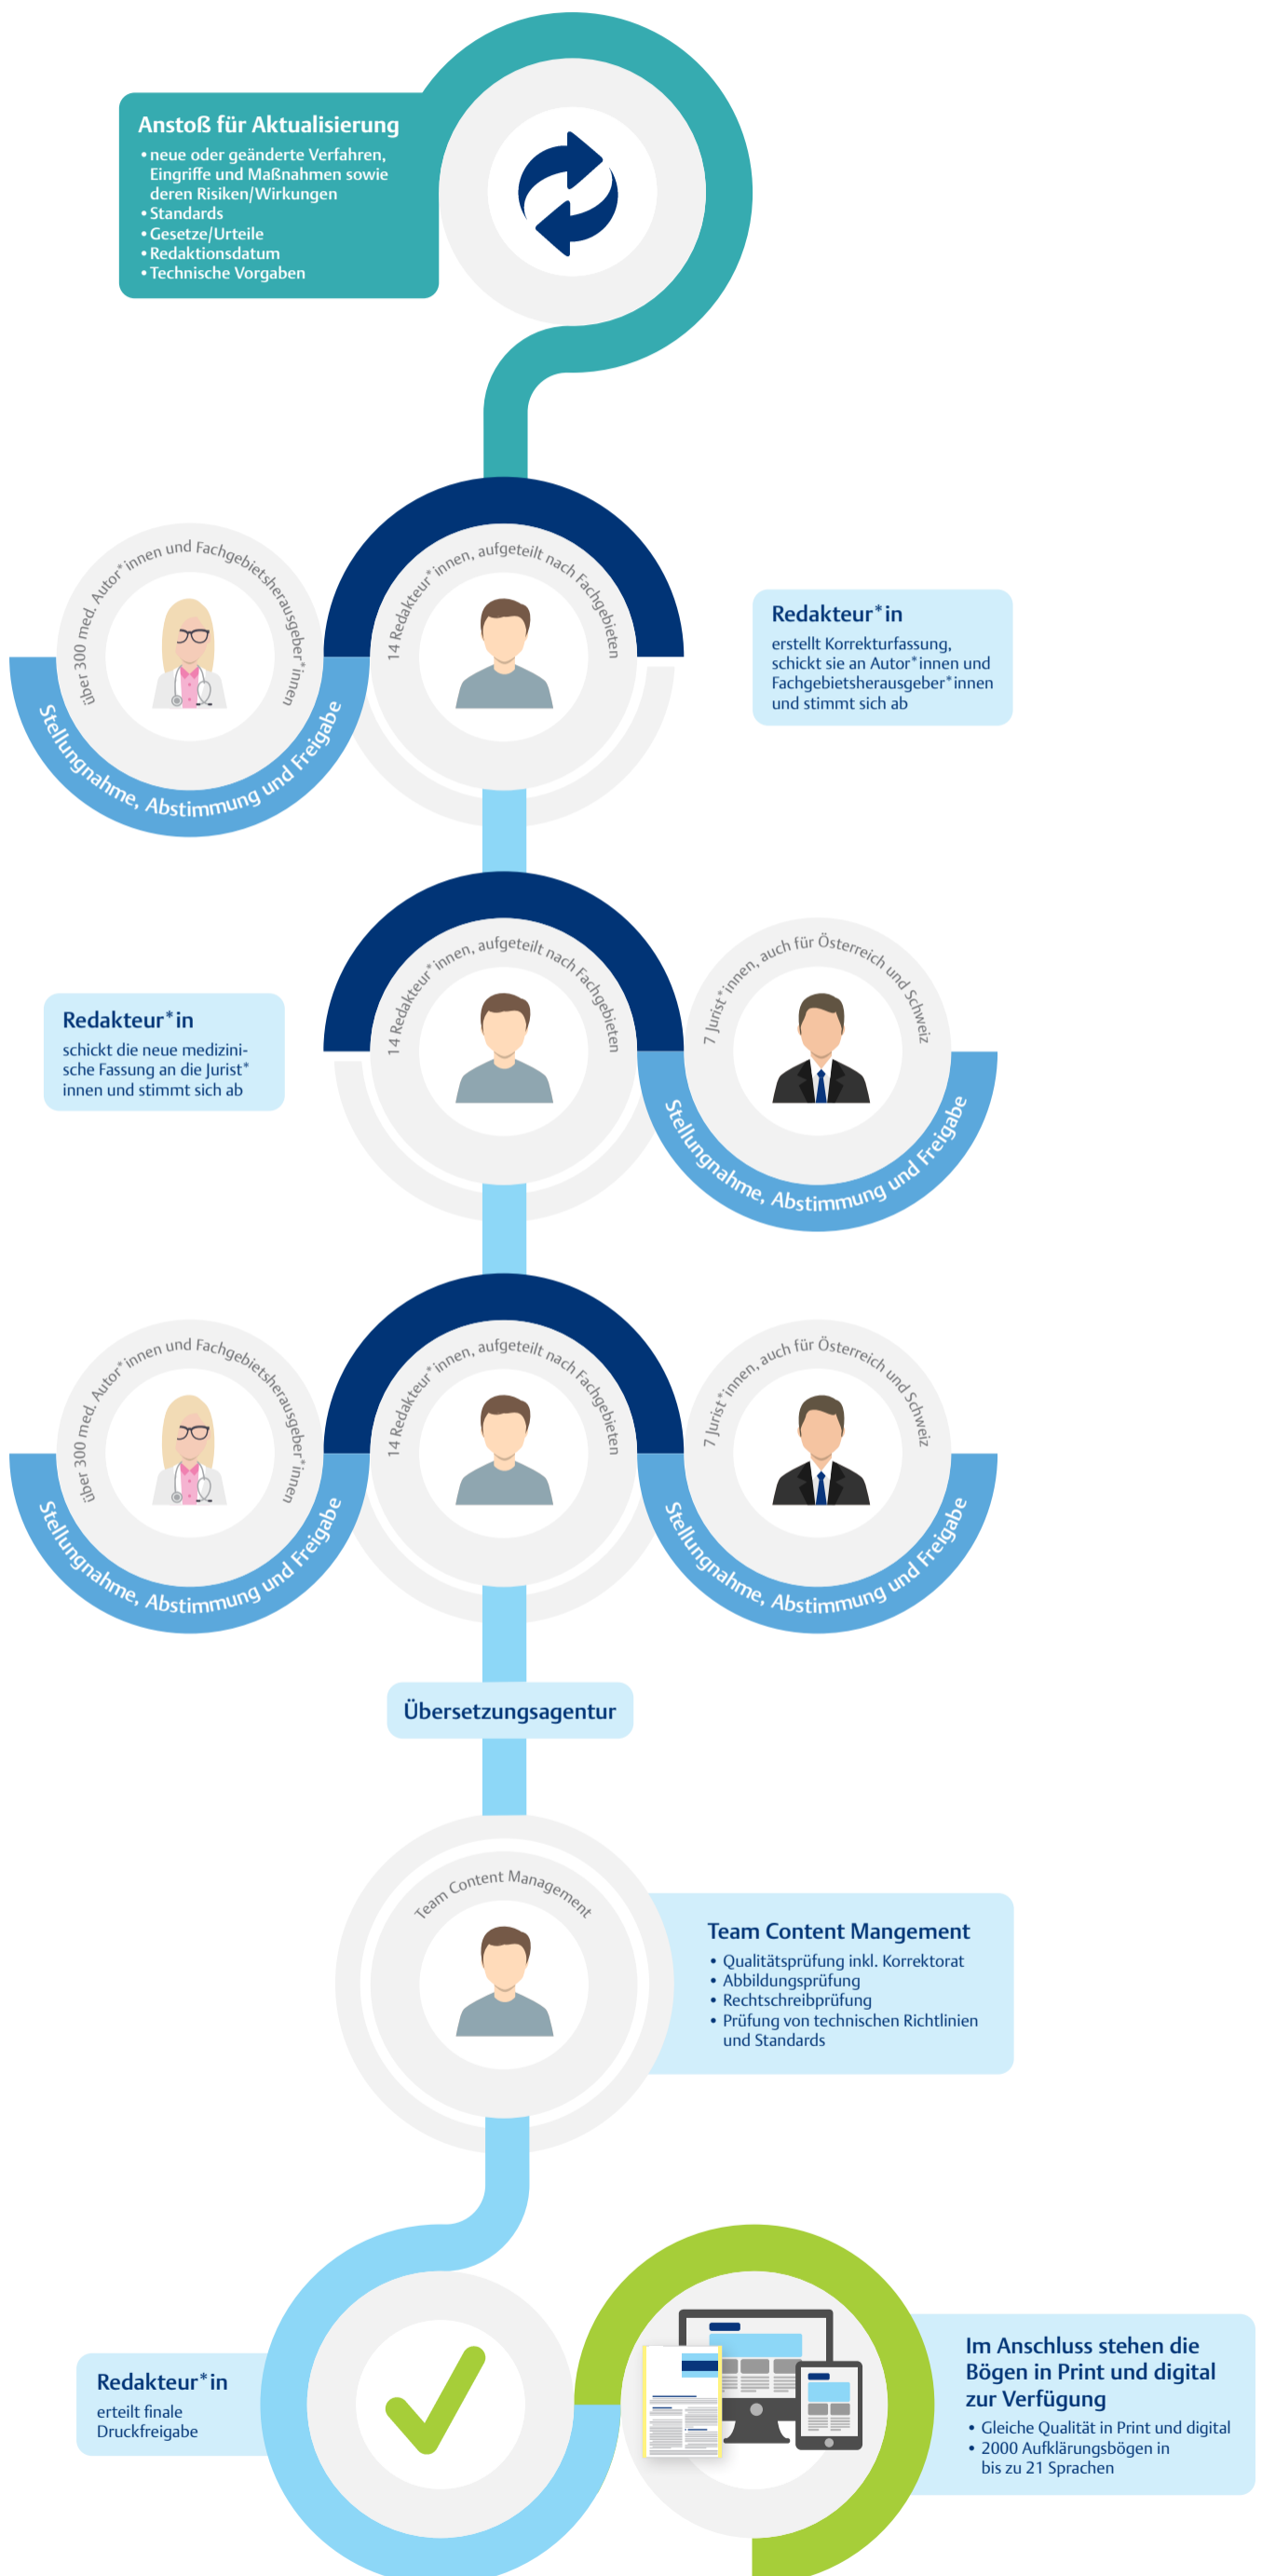 Anstoß für Aktualisierung
• neue oder geänderte Verfahren,
Eingriffe und Maßnahmen sowie
deren Risiken/Wirkungen
• Standards
• Gesetze/Urteile
• Redaktionsdatum
• Technische Vorgaben
über 300 med. Autor*innen und Fachgebietsherausgeber*innen
Stellungnahme, Abstimmung und Freigabe
14 Redakteur*innen, aufgeteilt nach Fachgebieten
Redakteur*in
erstellt Korrekturfassung,
schickt sie an Autor*innen und
Fachgebietsherausgeber*innen
und stimmt sich ab
Redakteur*in
schickt die neue medizini-
sche Fassung an die Jurist*
innen und stimmt sich ab
14 Redakteur*innen, aufgeteilt nach Fachgebieten
7 Jurist*innen, auch für Österreich und Schweiz
Stellungnahme, Abstimmung und Freigabe
über 300 med. Autor*innen und Fachgebietsherausgeber*innen
Stellungnahme, Abstimmung und Freigabe
14 Redakteur*innen, aufgeteilt nach Fachgebieten
7 Jurist*innen, auch für Österreich und Schweiz
Stellungnahme, Abstimmung und Freigabe
Übersetzungsagentur
Team Content Management
Team Content Mangement
• Qualitätsprüfung inkl. Korrektorat
• Abbildungsprüfung
• Rechtschreibprüfung
• Prüfung von technischen Richtlinien
und Standards
Redakteur*in
erteilt finale
Druckfreigabe
Im Anschluss stehen die
Bögen in Print und digital
zur Verfügung
• Gleiche Qualität in Print und digital
• 2000 Aufklärungsbögen in
bis zu 21 Sprachen